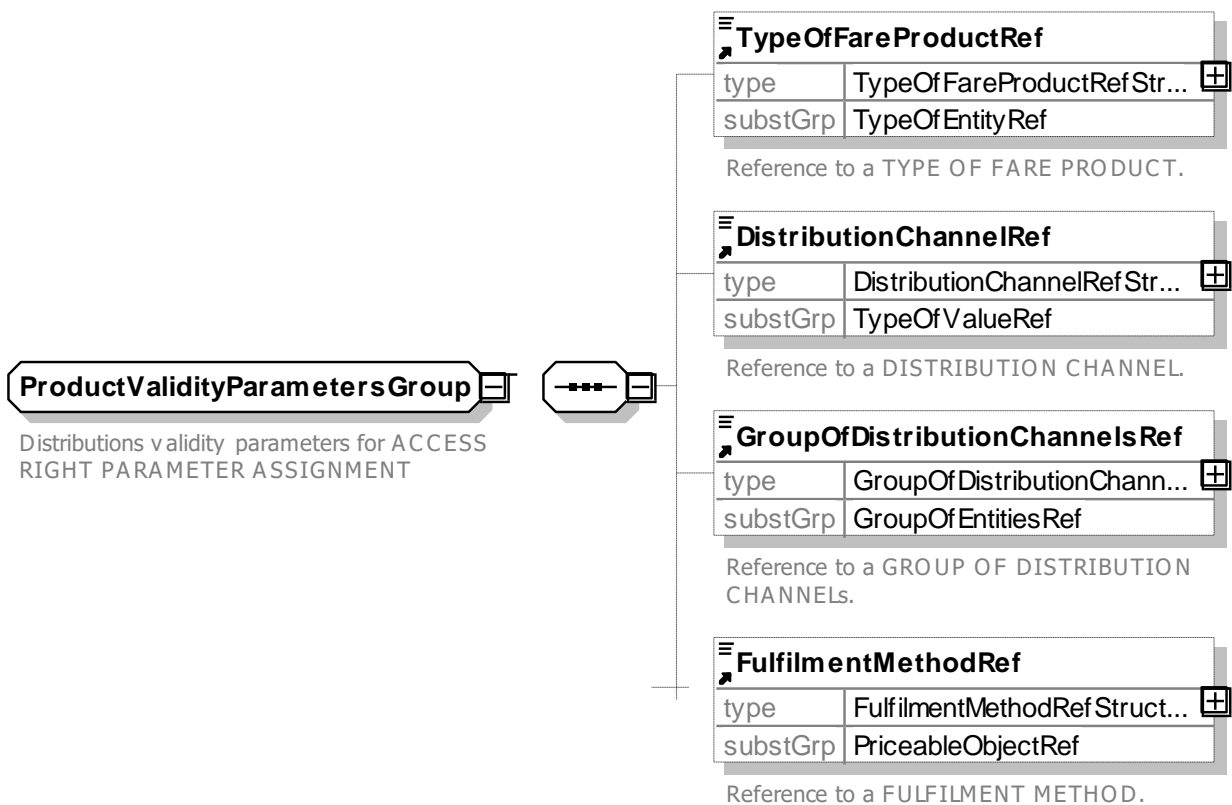 TypeOfFareProductRef
type TypeOfFareProductRefStr...
substGrp TypeOfEntityRef
Reference to a TYPE OF FARE PRODUCT.
DistributionChannelRef
type DistributionChannelRefStr...
substGrp TypeOfValueRef
Reference to a DISTRIBUTION CHANNEL.
ProductValidityParametersGroup
Distributions validity parameters for ACCESS
RIGHT PARAMETER ASSIGNMENT
GroupOfDistributionChannelsRef
type GroupOfDistributionChann...
substGrp GroupOfEntitiesRef
Reference to a GROUP OF DISTRIBUTION
CHANNELs.
FulfilmentMethodRef
type FulfilmentMethodRefStruct...
substGrp PriceableObjectRef
Reference to a FULFILMENT METHOD.